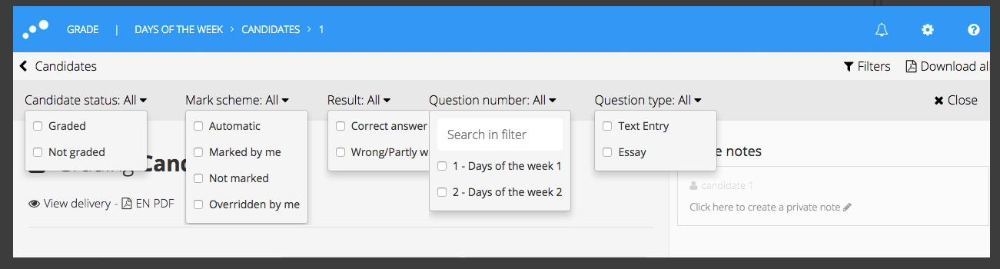 GRADE | DAYS OF THE WEEK > CANDIDATES > 1
Candidates
Filters
Download al
Candidate status: All
Mark scheme: All
Result: All
Question number: All
Question type: All
Close
Graded
Not graded
Automatic
Marked by me
Not marked
Overridden by me
Correct answer
Wrong/Partly w
Search in filter
1 - Days of the week 1
2 - Days of the week 2
Text Entry
Essay
Cand
View delivery - EN PDF
e notes
candidate 1
Click here to create a private note